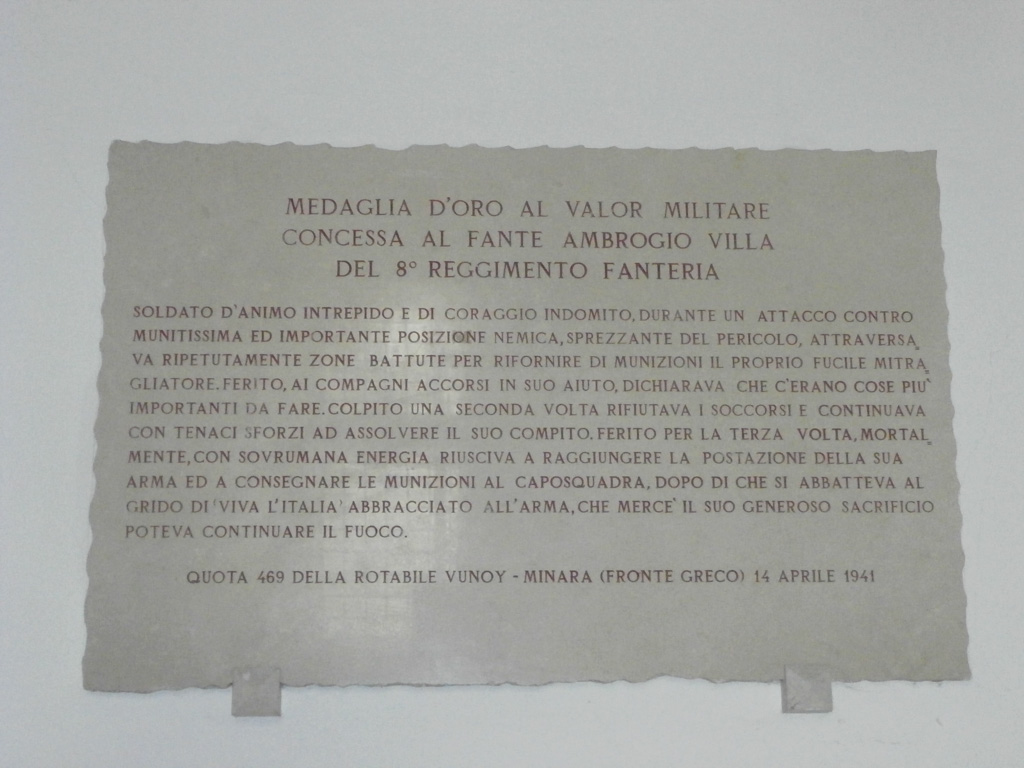 MEDAGLIA D'ORO AL VALOR MILITARE
CONCESSA AL FANTE AMBROGIO VILLA
DEL 8° REGGIMENTO FANTERIA
SOLDATO D'ANIMO INTREPIDO E DI CORAGGIO INDOMITO, DURANTE UN ATTACCO CONTRO
MUNITISSIMA ED IMPORTANTE POSIZIONE NEMICA, SPREZZANTE DEL PERICOLO, ATTRAVERSA=
VA RIPETUTAMENTE ZONE BATTUTE PER RIFORNIRE DI MUNIZIONI IL PROPRIO FUCILE MITRA=
GLIATORE. FERITO, AI COMPAGNI ACCORSI IN SUO AIUTO, DICHIARAVA CHE C'ERANO COSE PIU'
IMPORTANTI DA FARE. COLPITO UNA SECONDA VOLTA RIFIUTAVA I SOCCORSI E CONTINUAVA
CON TENACI SFORZI AD ASSOLVERE IL SUO COMPITO. FERITO PER LA TERZA VOLTA, MORTAL=
MENTE, CON SOVRUMANA ENERGIA RIUSCIVA A RAGGIUNGERE LA POSTAZIONE DELLA SUA
ARMA ED A CONSEGNARE LE MUNIZIONI AL CAPOSQUADRA, DOPO DI CHE SI ABBATTEVA AL
GRIDO DI 'VIVA L'ITALIA' ABBRACCIATO ALL'ARMA, CHE MERCE' IL SUO GENEROSO SACRIFICIO
POTEVA CONTINUARE IL FUOCO.
QUOTA 469 DELLA ROTABILE VUNOY - MINARA (FRONTE GRECO) 14 APRILE 1941